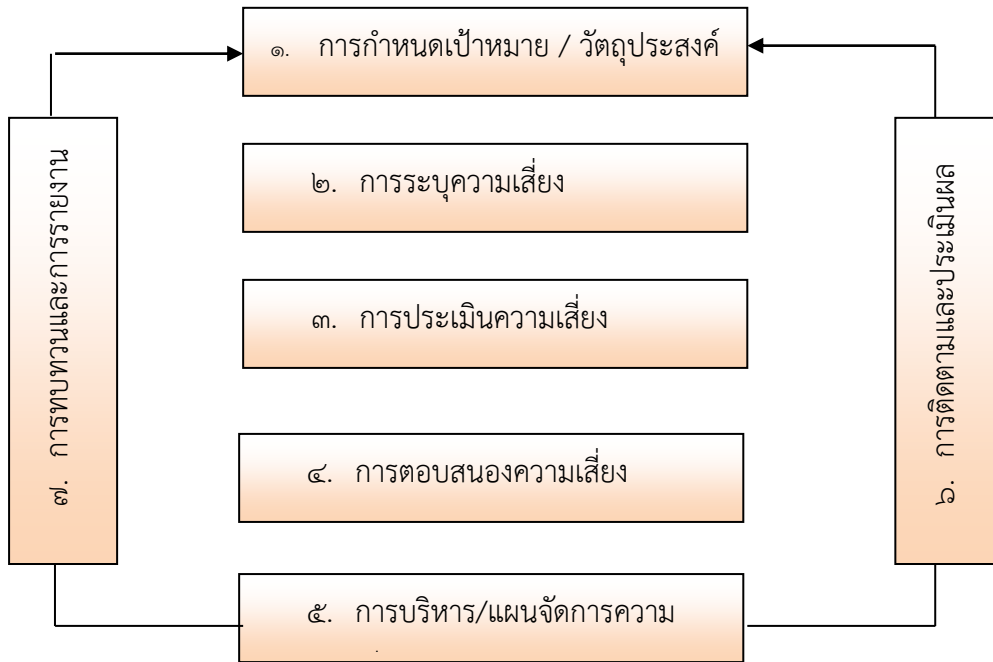 ๑. การกำหนดเป้าหมาย / วัตถุประสงค์
๒. การระบุความเสี่ยง
๓. การประเมินความเสี่ยง
๔. การตอบสนองความเสี่ยง
๕. การบริหาร/แผนจัดการความ
๖. การติดตามและประเมินผล
๗. การทบทวนและการรายงาน